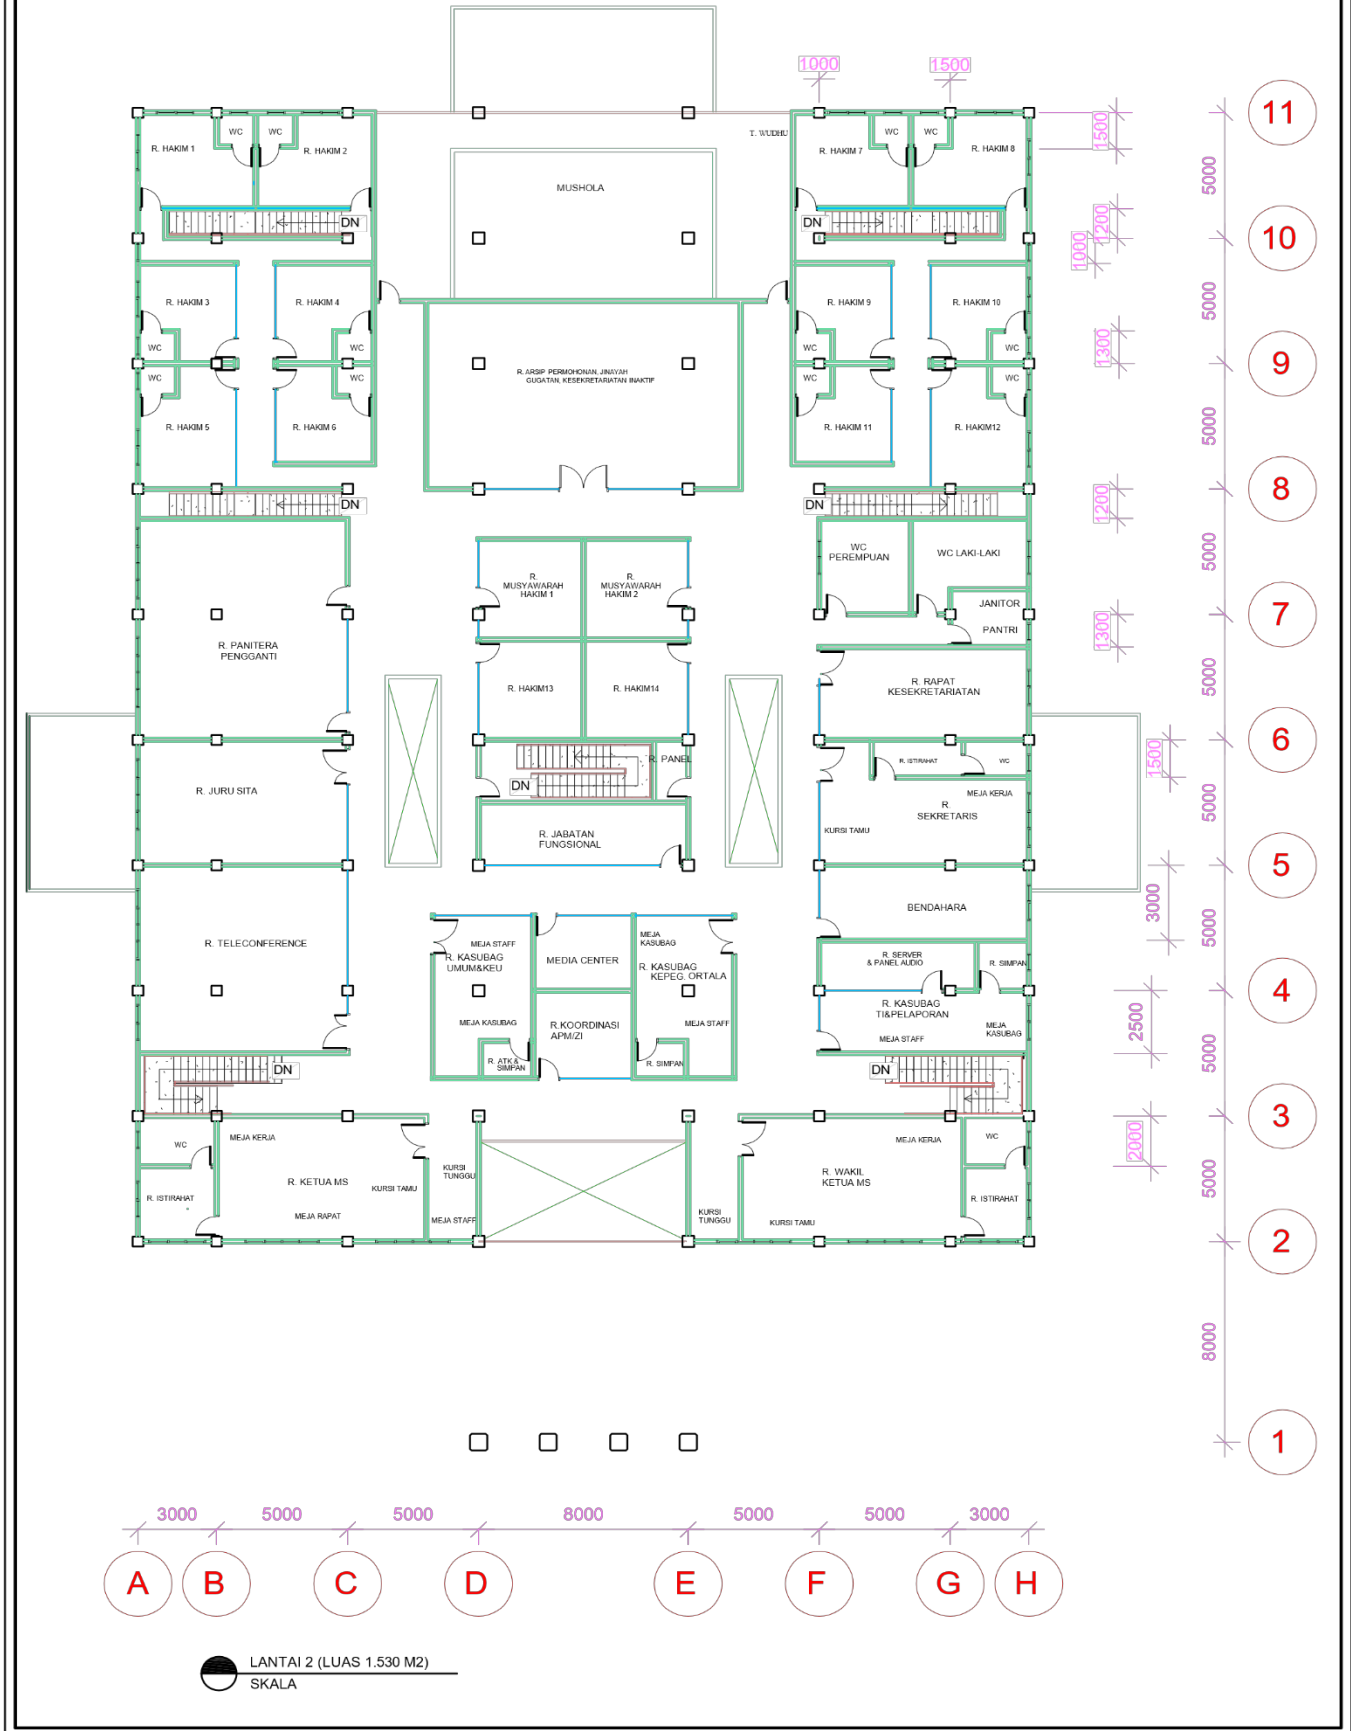 1000
1500
11
WC
WC
T. WUDHU
WC
WC
1500
R. HAKIM 1
R. HAKIM 2
R. HAKIM 7
R. HAKIM 8
5000
MUSHOLA
DN
DN
1200
10
1000
R. HAKIM 3
R. HAKIM 4
R. HAKIM 9
R. HAKIM 10
5000
WC
WC
WC
WC
1300
9
R. ARSIP PERMOHONAN, JINAYAH
GUGATAN, KESEKRETARIATAN INAKTIF
WC
WC
WC
WC
R. HAKIM 5
R. HAKIM 6
R. HAKIM 11
R. HAKIM12
5000
8
DN
DN
1200
R.
MUSYAWARAH
HAKIM 1
R.
MUSYAWARAH
HAKIM 2
WC
PEREMPUAN
WC LAKI-LAKI
5000
JANITOR
7
PANTRI
1300
R. PANITERA
PENGGANTI
R. HAKIM13
R. HAKIM14
R. RAPAT
KESEKRETARIATAN
5000
6
R. PANEL
R. ISTIRAHAT
WC
1500
DN
R. JURU SITA
MEJA KERJA
R.
SEKRETARIS
5000
KURSI TAMU
R. JABATAN
FUNGSIONAL
5
BENDAHARA
3000
5000
R. TELECONFERENCE
MEJA STAFF
R. KASUBAG
UMUM&KEU
MEDIA CENTER
MEJA
KASUBAG
R. KASUBAG
KEPEG. ORTALA
R. SERVER
& PANEL AUDIO
R. SIMPAN
4
MEJA KASUBAG
R.KOORDINASI
APM/ZI
MEJA STAFF
R. KASUBAG
TI&PELAPORAN
MEJA STAFF
MEJA
KASUBAG
2500
5000
R. ATK &
SIMPAN
R. SIMPAN
DN
DN
3
WC
MEJA KERJA
MEJA KERJA
WC
2000
R. KETUA MS
KURSI TAMU
KURSI
TUNGGU
R. WAKIL
KETUA MS
5000
R. ISTIRAHAT
R. ISTIRAHAT
MEJA RAPAT
MEJA STAFF
KURSI
TUNGGU
KURSI TAMU
2
8000
1
3000
5000
5000
8000
5000
5000
3000
A
B
C
D
E
F
G
H
LANTAI 2 (LUAS 1.530 M2)
SKALA